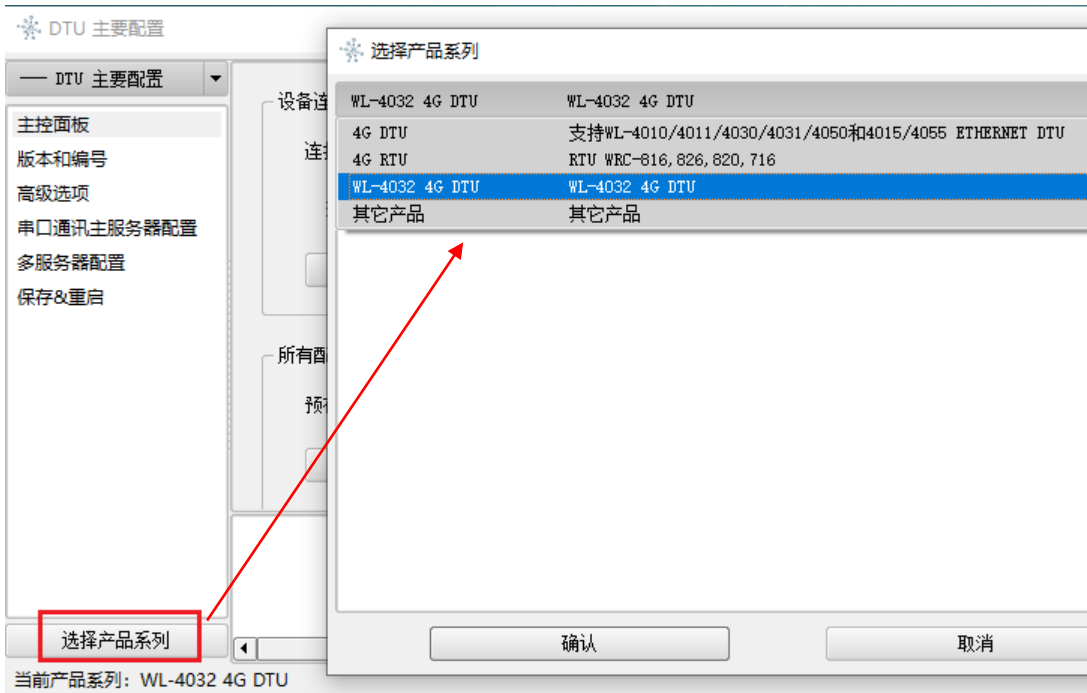 DTU 主要配置
选择产品系列
── DTU 主要配置
主控面板
版本和编号
高级选项
串口通讯主服务器配置
多服务器配置
保存&重启
设备连
连
所有配
预
WL-4032 4G DTU WL-4032 4G DTU
4G DTU 支持WL-4010/4011/4030/4031/4050和4015/4055 ETHERNET DTU
4G RTU RTU WRC-816,826,820,716
WL-4032 4G DTU WL-4032 4G DTU
其它产品 其它产品
确认 取消
选择产品系列
当前产品系列：WL-4032 4G DTU